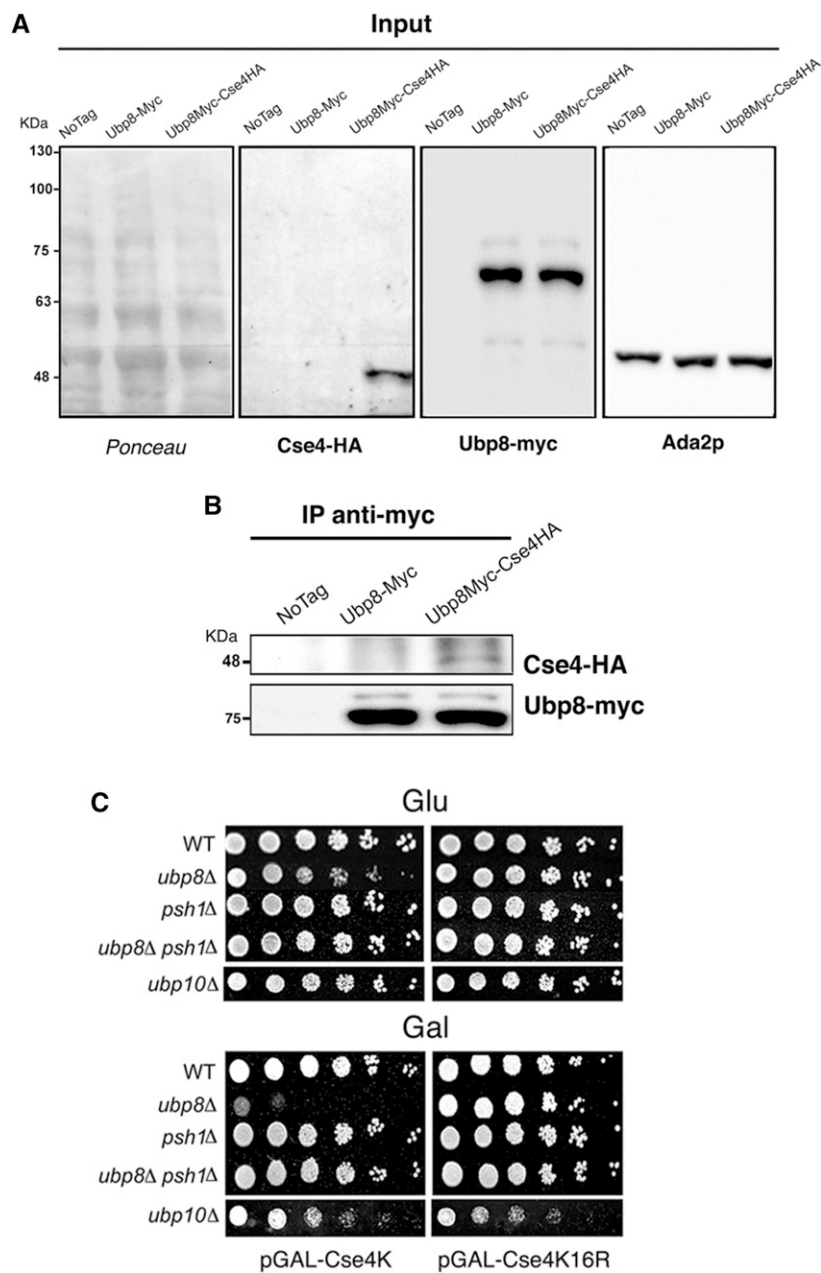 A
Input
KDa NoTag Ubp8-Myc Ubp8Myc-Cse4HA NoTag Ubp8-Myc Ubp8Myc-Cse4HA NoTag Ubp8-Myc Ubp8Myc-Cse4HA NoTag Ubp8-Myc Ubp8Myc-Cse4HA
130
100
75
63
48
Ponceau Cse4-HA Ubp8-myc Ada2p
B
IP anti-myc
NoTag Ubp8-Myc Ubp8Myc-Cse4HA
KDa
48 Cse4-HA
75 Ubp8-myc
C
Glu
WT
ubp8Δ
psh1Δ
ubp8Δ psh1Δ
ubp10Δ
Gal
WT
ubp8Δ
psh1Δ
ubp8Δ psh1Δ
ubp10Δ
pGAL-Cse4K pGAL-Cse4K16R